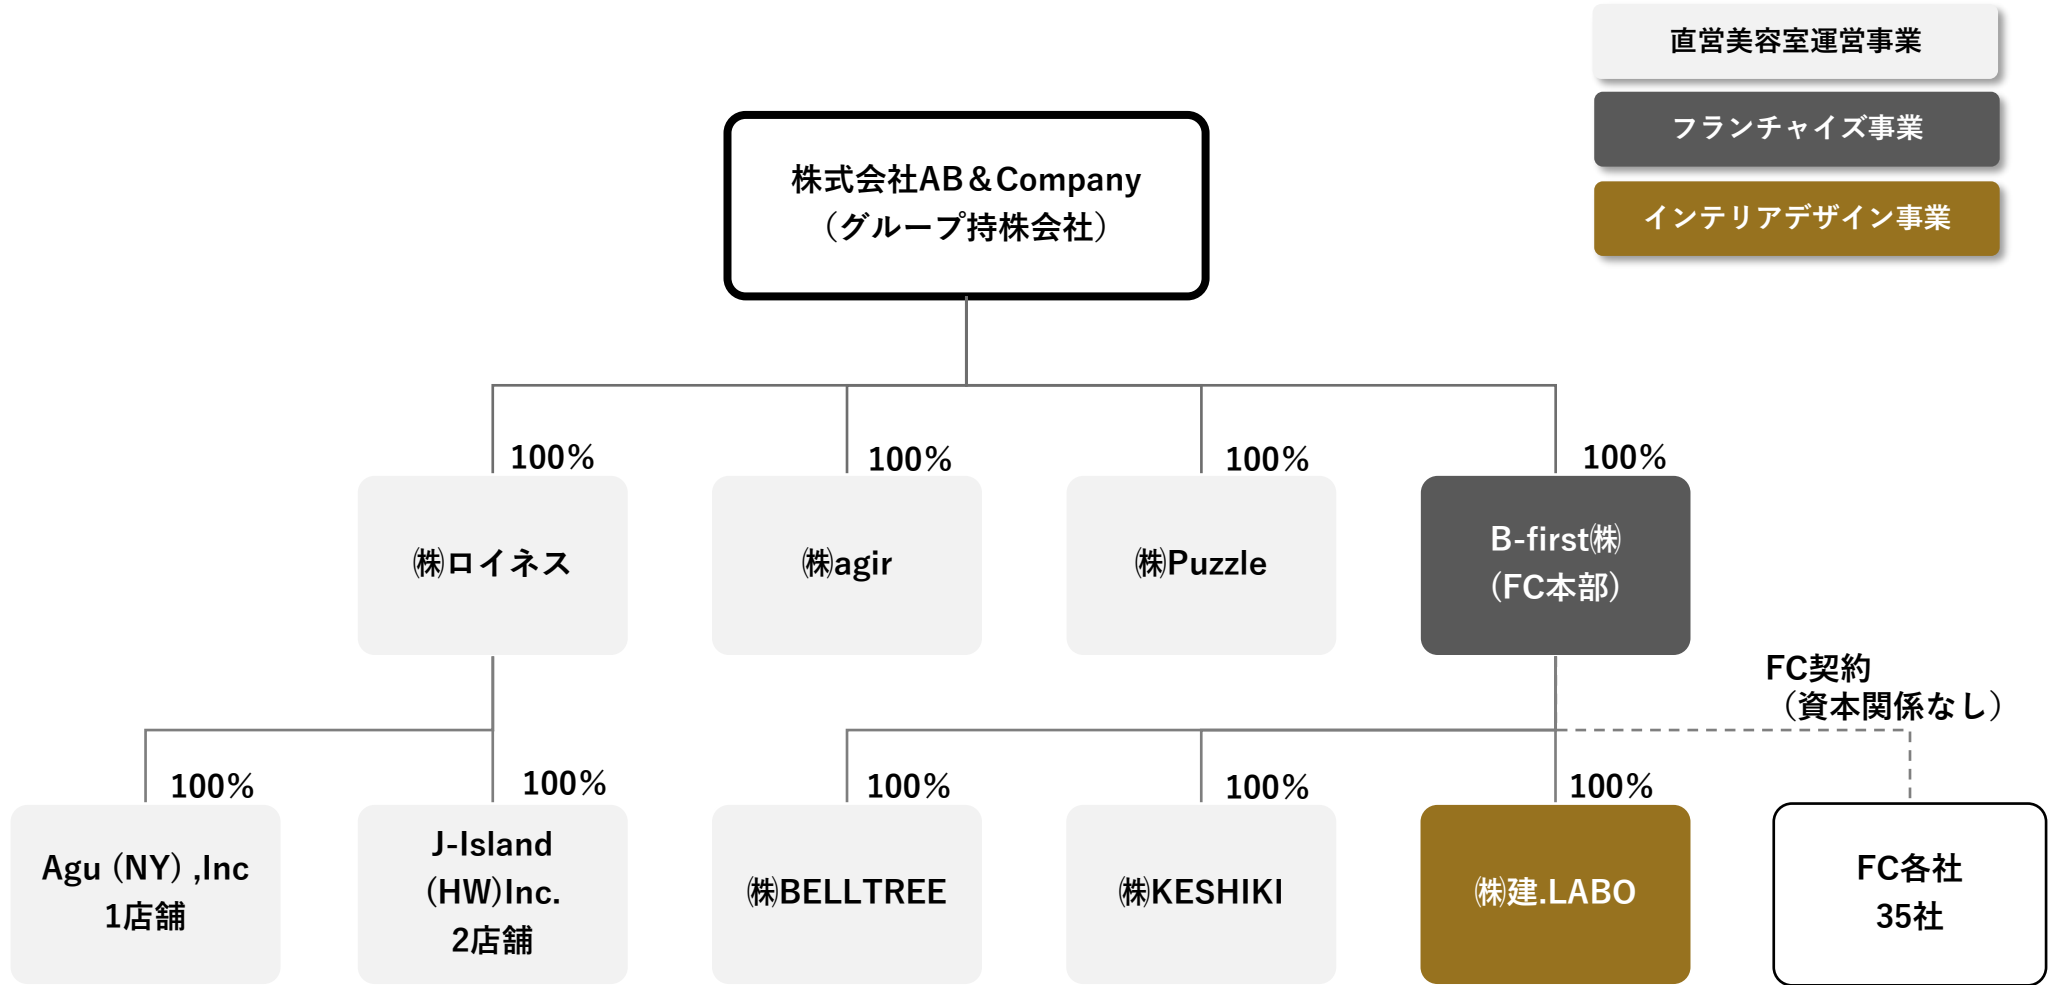 直営美容室運営事業
フランチャイズ事業
インテリアデザイン事業
株式会社AB＆Company
（グループ持株会社）
100%
100%
100%
100%
㈱ロイネス
㈱agir
㈱Puzzle
B-first㈱
（FC本部）
FC契約
（資本関係なし）
100%
100%
100%
100%
100%
Agu（NY）,Inc
1店舗
J-Island
(HW)Inc.
2店舗
㈱BELLTREE
㈱KESHIKI
㈱建.LABO
FC各社
35社